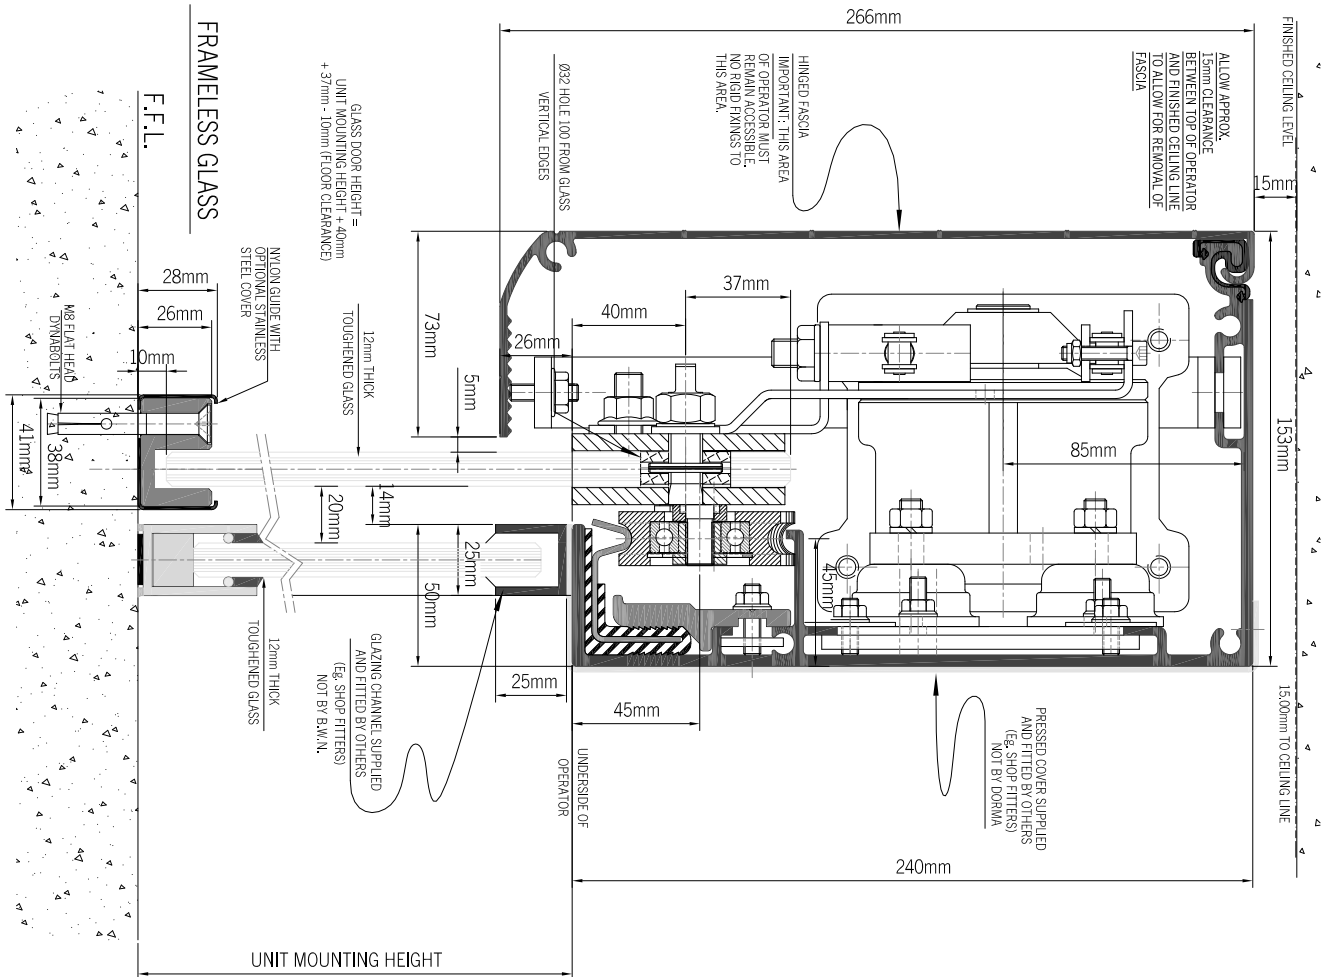 266mm
FINISHED CEILING LEVEL
ALLOW APPROX.
15mm CLEARANCE
BETWEEN TOP OF OPERATOR
AND FINISHED CEILING LINE
TO ALLOW FOR REMOVAL OF
FASCIA
15mm
HINGED FASCIA
IMPORTANT: THIS AREA
OF OPERATOR MUST
REMAIN ACCESSIBLE.
NO RIGID FIXINGS TO
THIS AREA.
Ø32 HOLE 100 FROM GLASS
VERTICAL EDGES
GLASS DOOR HEIGHT =
UNIT MOUNTING HEIGHT + 40mm
+ 37mm - 10mm (FLOOR CLEARANCE)
FRAMELESS GLASS
F.F.L.
NYLON GUIDE WITH
OPTIONAL STAINLESS
STEEL COVER
28mm
26mm
10mm
M8 FLAT HEAD
DYNABOLTS
41mm
38mm
12mm THICK
TOUGHENED GLASS
73mm
5mm
26mm
40mm
37mm
85mm
153mm
14mm
20mm
25mm
50mm
45mm
25mm
45mm
12mm THICK
TOUGHENED GLASS
GLAZING CHANNEL SUPPLIED
AND FITTED BY OTHERS
(Eg. SHOP FITTERS)
NOT BY B.W.N.
UNDERSIDE OF
OPERATOR
PRESSED COVER SUPPLIED
AND FITTED BY OTHERS
(Eg. SHOP FITTERS)
NOT BY DORMA
15.00mm TO CEILING LINE
240mm
UNIT MOUNTING HEIGHT